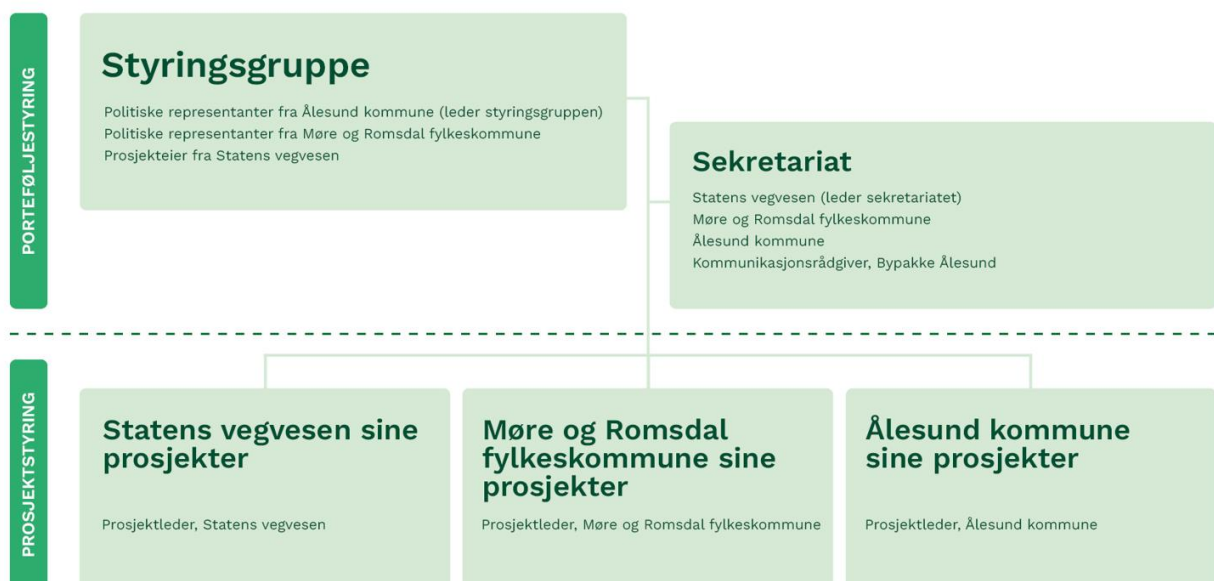 PORTEFØLJESTYRING
Styringsgruppe
Politiske representanter fra Ålesund kommune (leder styringsgruppen)
Politiske representanter fra Møre og Romsdal fylkeskommune
Prosjekteier fra Statens vegvesen
Sekretariat
Statens vegvesen (leder sekretariatet)
Møre og Romsdal fylkeskommune
Ålesund kommune
Kommunikasjonsrådgiver, Bypakke Ålesund
PROSJEKTSTYRING
Statens vegvesen sine
prosjekter
Prosjektleder, Statens vegvesen
Møre og Romsdal
fylkeskommune sine
prosjekter
Prosjektleder, Møre og Romsdal fylkeskommune
Ålesund kommune
sine prosjekter
Prosjektleder, Ålesund kommune